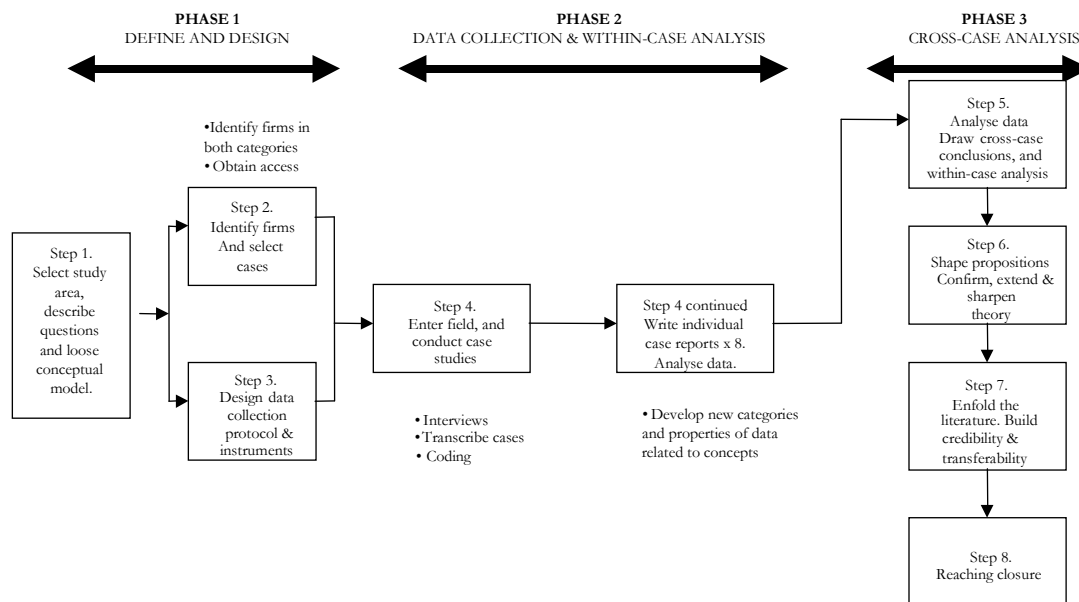 PHASE 1
DEFINE AND DESIGN
PHASE 2
DATA COLLECTION & WITHIN-CASE ANALYSIS
PHASE 3
CROSS-CASE ANALYSIS
•Identify firms in
both categories
• Obtain access
Step 1.
Select study
area,
describe
questions
and loose
conceptual
model.
Step 2.
Identify firms
And select
cases
Step 3.
Design data
collection
protocol &
instruments
Step 4.
Enter field, and
conduct case
studies
• Interviews
• Transcribe cases
• Coding
Step 4 continued.
Write individual
case reports x 8.
Analyse data.
• Develop new categories
and properties of data
related to concepts
Step 5.
Analyse data
Draw cross-case
conclusions, and
within-case analysis
Step 6.
Shape propositions
Confirm, extend &
sharpen
theory
Step 7.
Enfold the
literature. Build
credibility &
transferability
Step 8.
Reaching closure